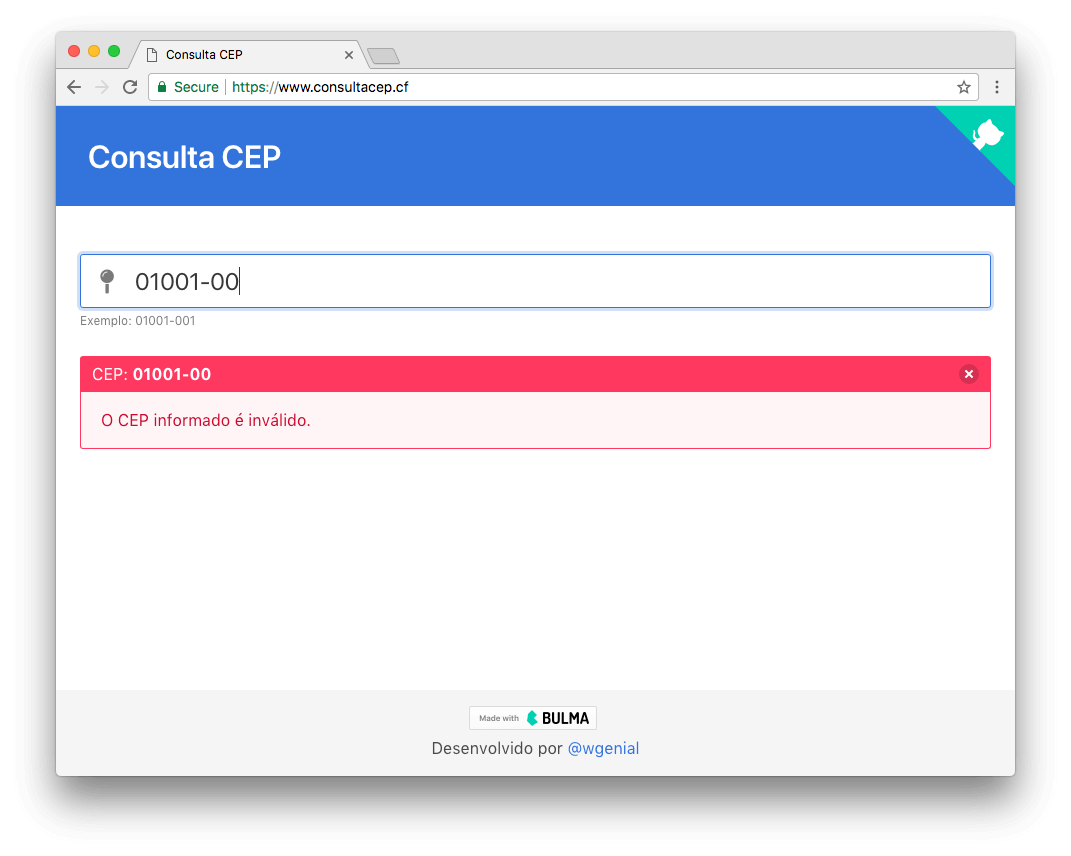 Consulta CEP
Secure https://www.consultacep.cf
Consulta CEP
01001-00
Exemplo: 01001-001
CEP: 01001-00
O CEP informado é inválido.
Made with BULMA
Desenvolvido por @wgenial